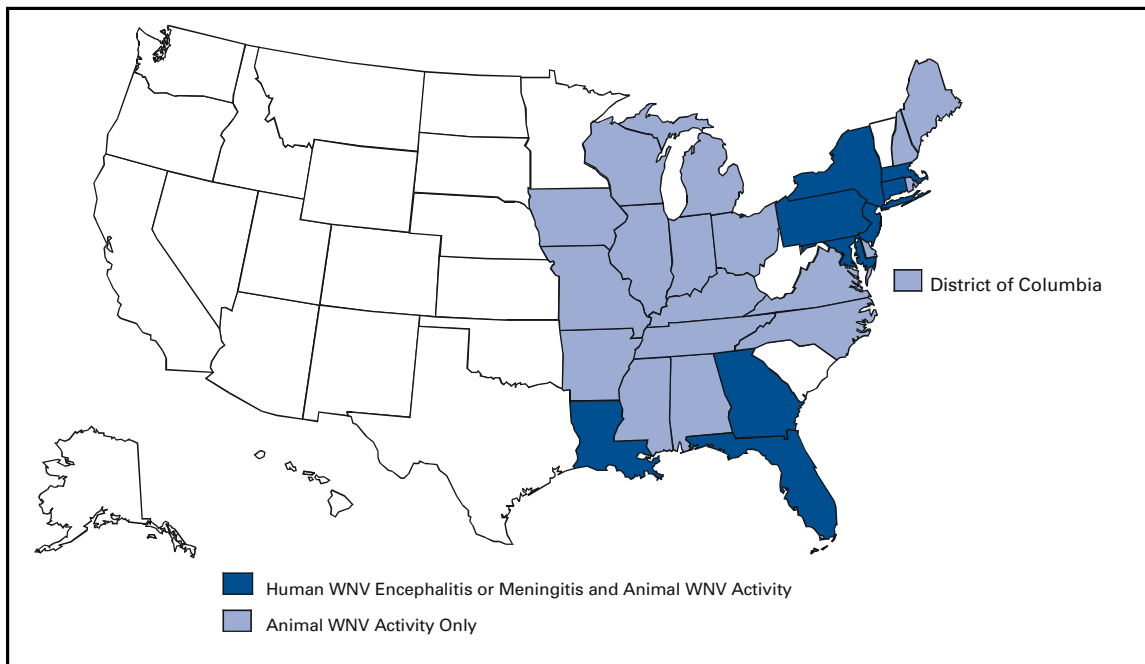 District of Columbia
Human WNV Encephalitis or Meningitis and Animal WNV Activity
Animal WNV Activity Only